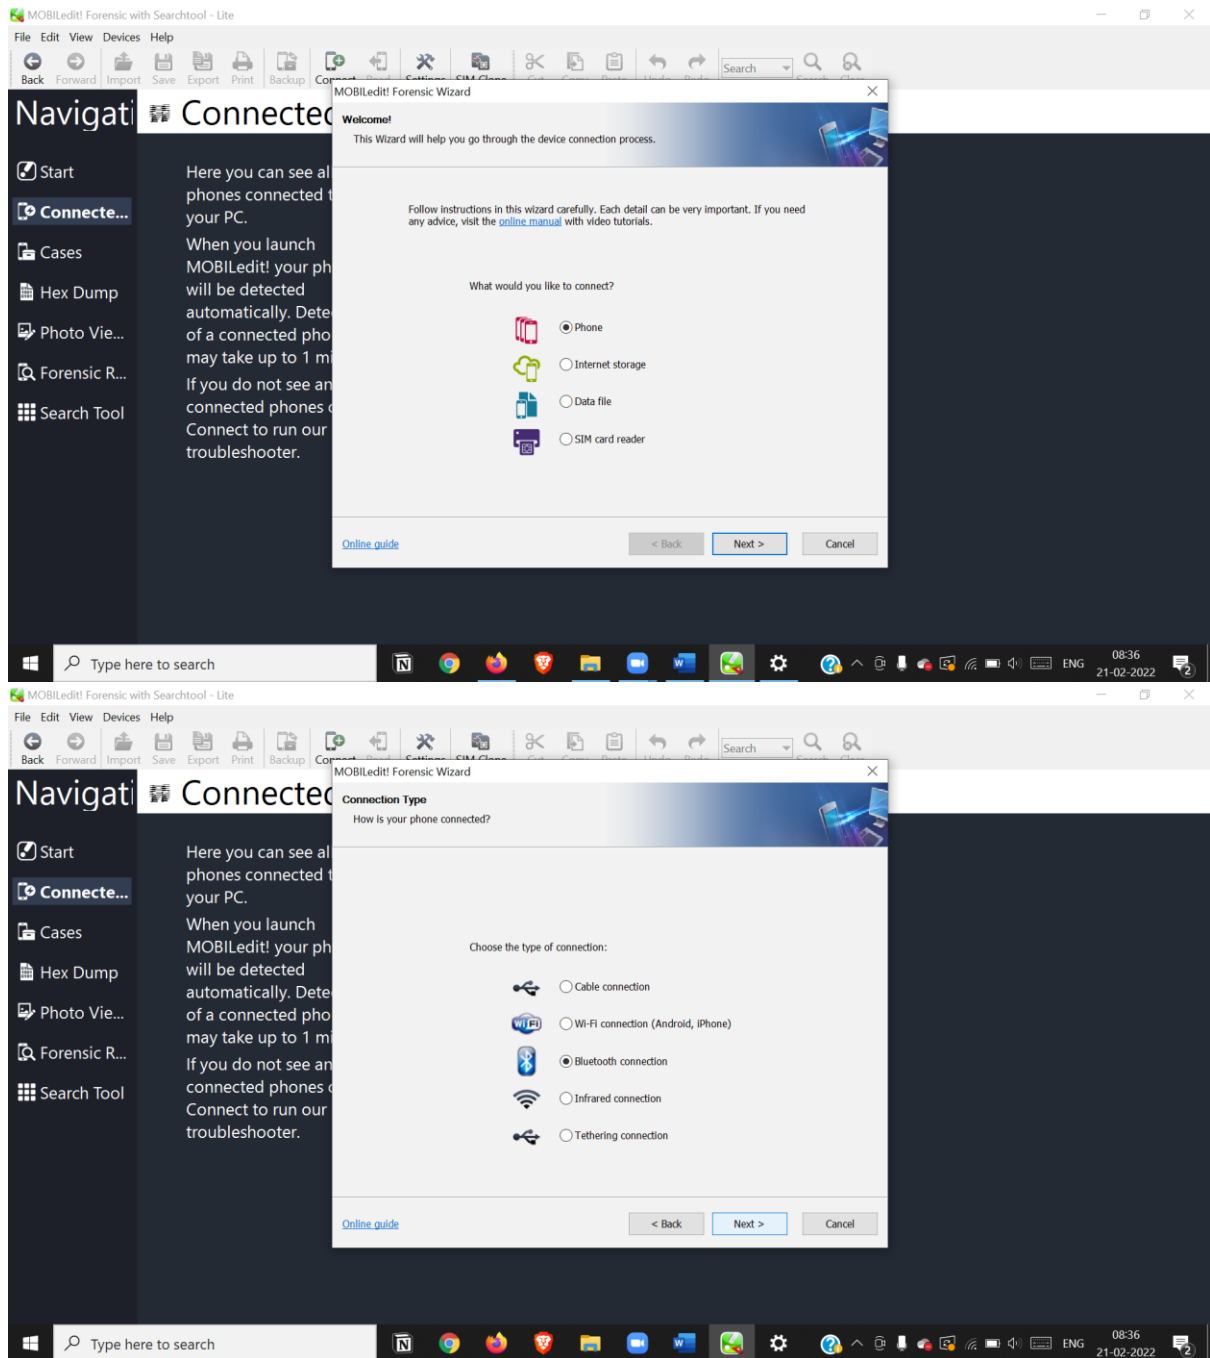 MOBILedit! Forensic with Searchtool - Lite
File Edit View Devices Help
Back Forward Import Save Export Print Backup Search
MOBILedit! Forensic Wizard
Navigati Connected
Welcome!
This Wizard will help you go through the device connection process.
Start
Connecte...
Cases
Hex Dump
Photo Vie...
Forensic R...
Search Tool
Here you can see al
phones connected t
your PC.
When you launch
MOBILedit! your ph
will be detected
automatically. Dete
of a connected pho
may take up to 1 mi
If you do not see an
connected phones
Connect to run our
troubleshooter.
Follow instructions in this wizard carefully. Each detail can be very important. If you need
any advice, visit the online manual with video tutorials.
What would you like to connect?
Phone
Internet storage
Data file
SIM card reader
Online guide
< Back Next > Cancel
Type here to search
ENG
08:36
21-02-2022
2
MOBILedit! Forensic with Searchtool - Lite
File Edit View Devices Help
Back Forward Import Save Export Print Backup Search
MOBILedit! Forensic Wizard
Navigati Connected
Connection Type
How is your phone connected?
Start
Connecte...
Cases
Hex Dump
Photo Vie...
Forensic R...
Search Tool
Here you can see al
phones connected t
your PC.
When you launch
MOBILedit! your ph
will be detected
automatically. Dete
of a connected pho
may take up to 1 mi
If you do not see an
connected phones
Connect to run our
troubleshooter.
Choose the type of connection:
Cable connection
Wi-Fi connection (Android, iPhone)
Bluetooth connection
Infrared connection
Tethering connection
Online guide
< Back Next > Cancel
Type here to search
ENG
08:36
21-02-2022
2